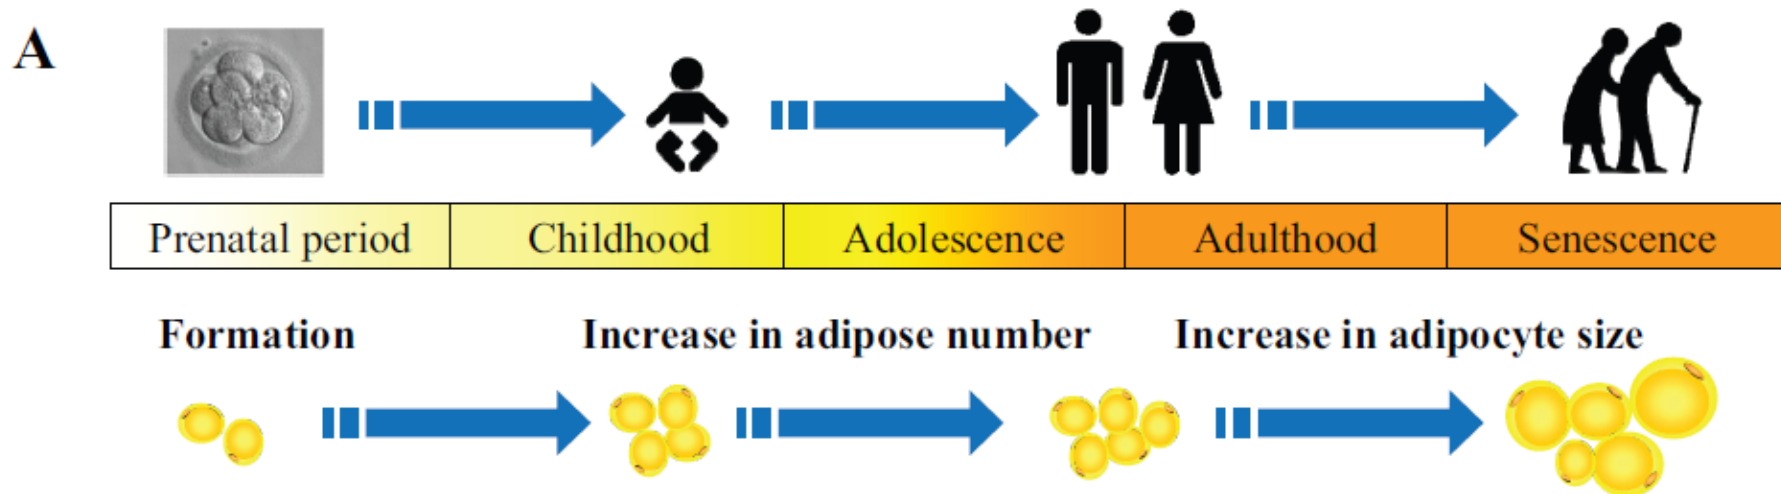 A
Prenatal period Childhood Adolescence Adulthood Senescence
Formation Increase in adipose number Increase in adipocyte size